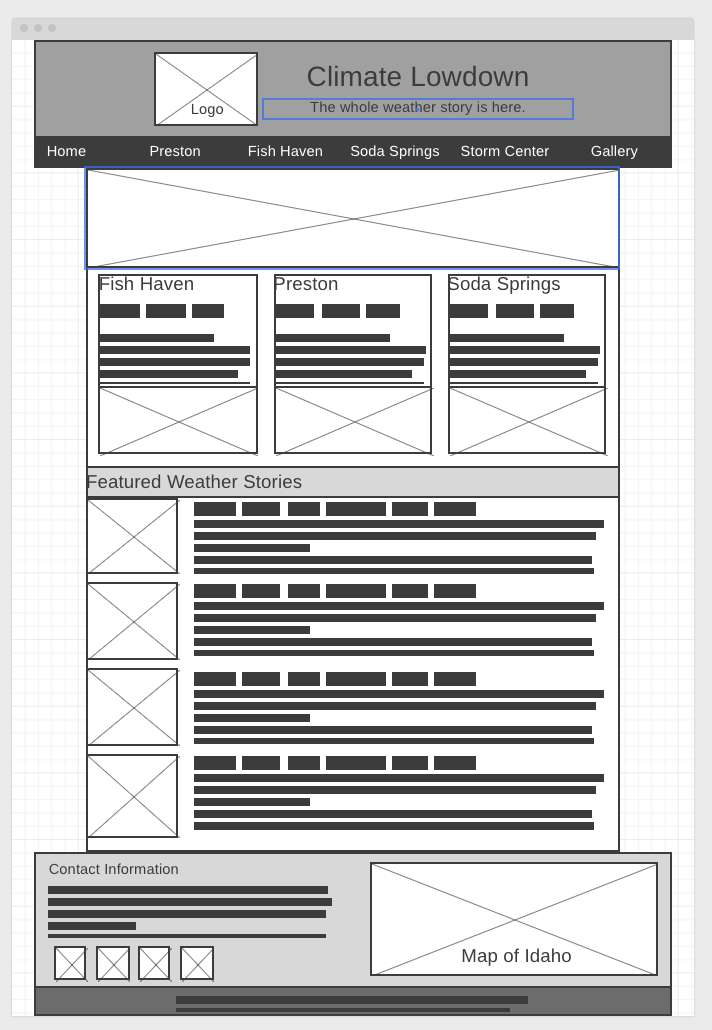 Climate Lowdown
Logo
The whole weather story is here.
Home Preston Fish Haven Soda Springs Storm Center Gallery
Fish Haven Preston Soda Springs
Featured Weather Stories
Contact Information
Map of Idaho